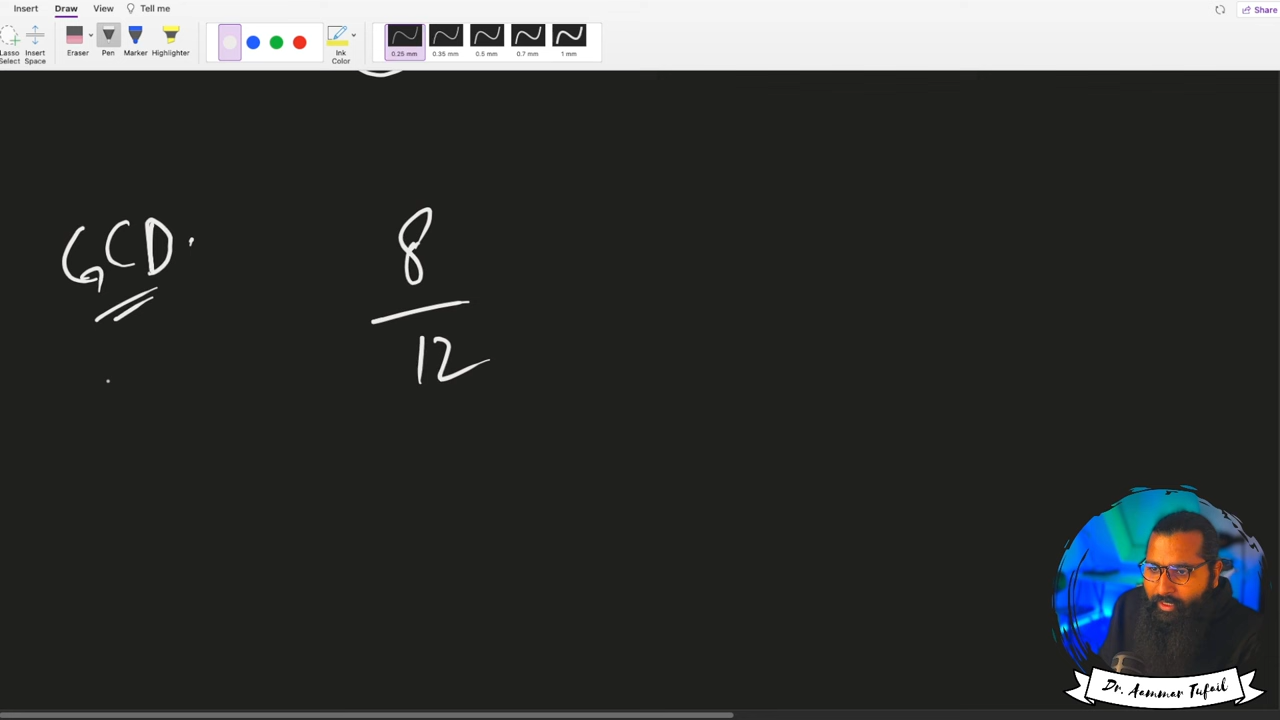 Insert Draw View Tell me
Share
Lasso Select
Insert Space
Eraser
Pen
Marker
Highlighter
Ink Color
0.25 mm
0.35 mm
0.5 mm
0.7 mm
1 mm
GCD.
8
12
Dr. Aammar Tufail